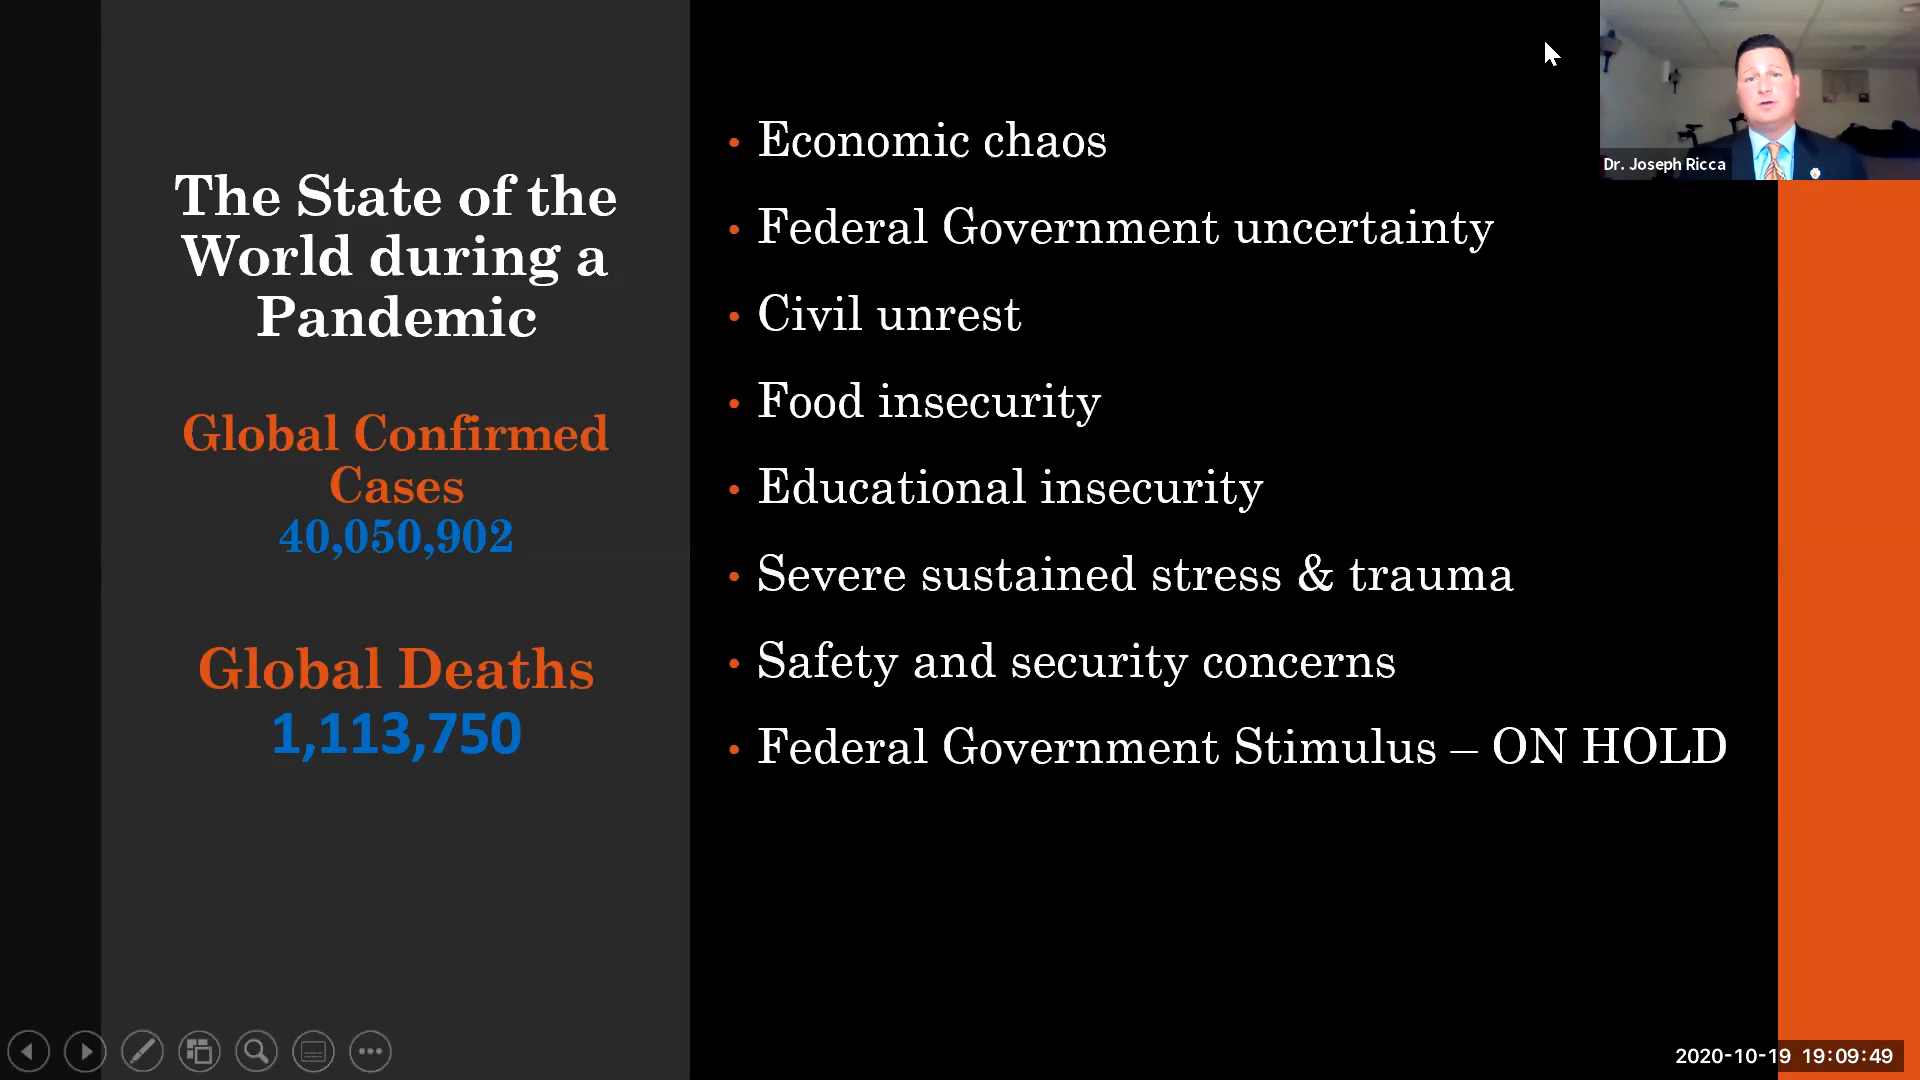 The State of the
World during a
Pandemic
Global Confirmed
Cases
40,050,902
Global Deaths
1,113,750
• Economic chaos
• Federal Government uncertainty
• Civil unrest
• Food insecurity
• Educational insecurity
• Severe sustained stress & trauma
• Safety and security concerns
• Federal Government Stimulus – ON HOLD
Dr. Joseph Ricca
2020-10-19 19:09:49